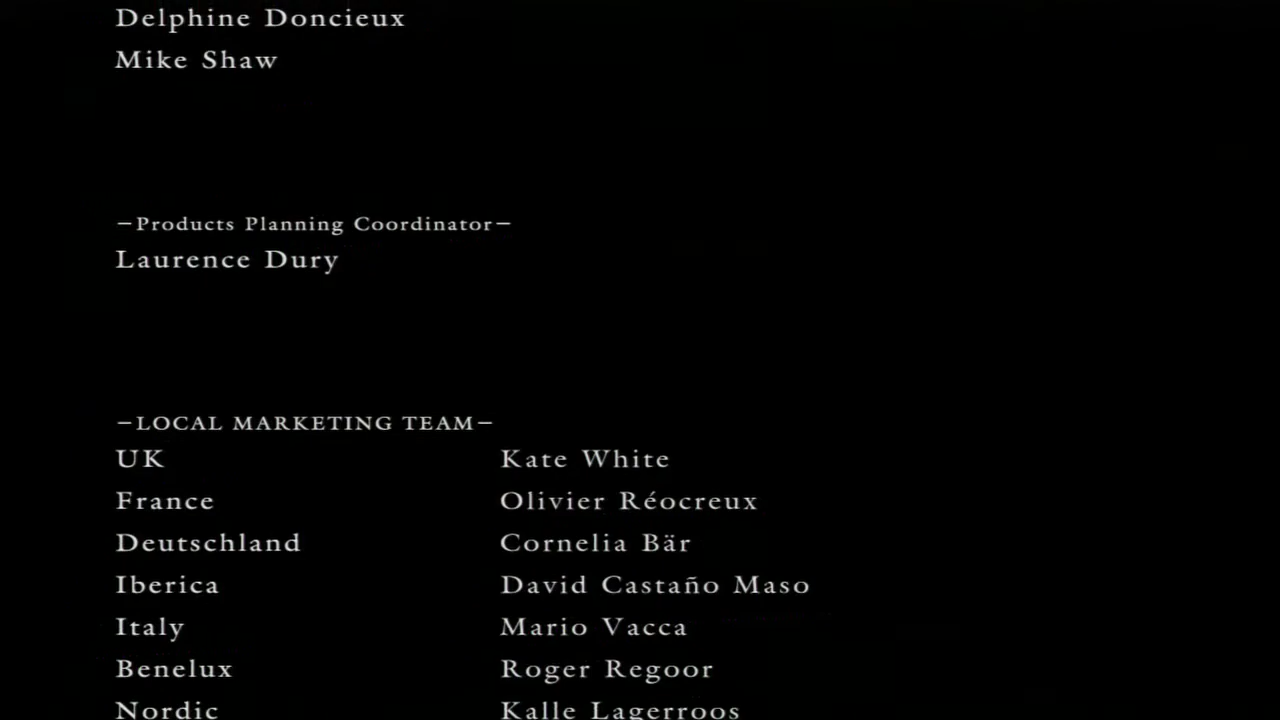 Delphine Doncieux
Mike Shaw
–Products Planning Coordinator–
Laurence Dury
–LOCAL MARKETING TEAM–
UK Kate White
France Olivier Réocreux
Deutschland Cornelia Bär
Iberica David Castaño Maso
Italy Mario Vacca
Benelux Roger Regoor
Nordic Kalle Lagerroos